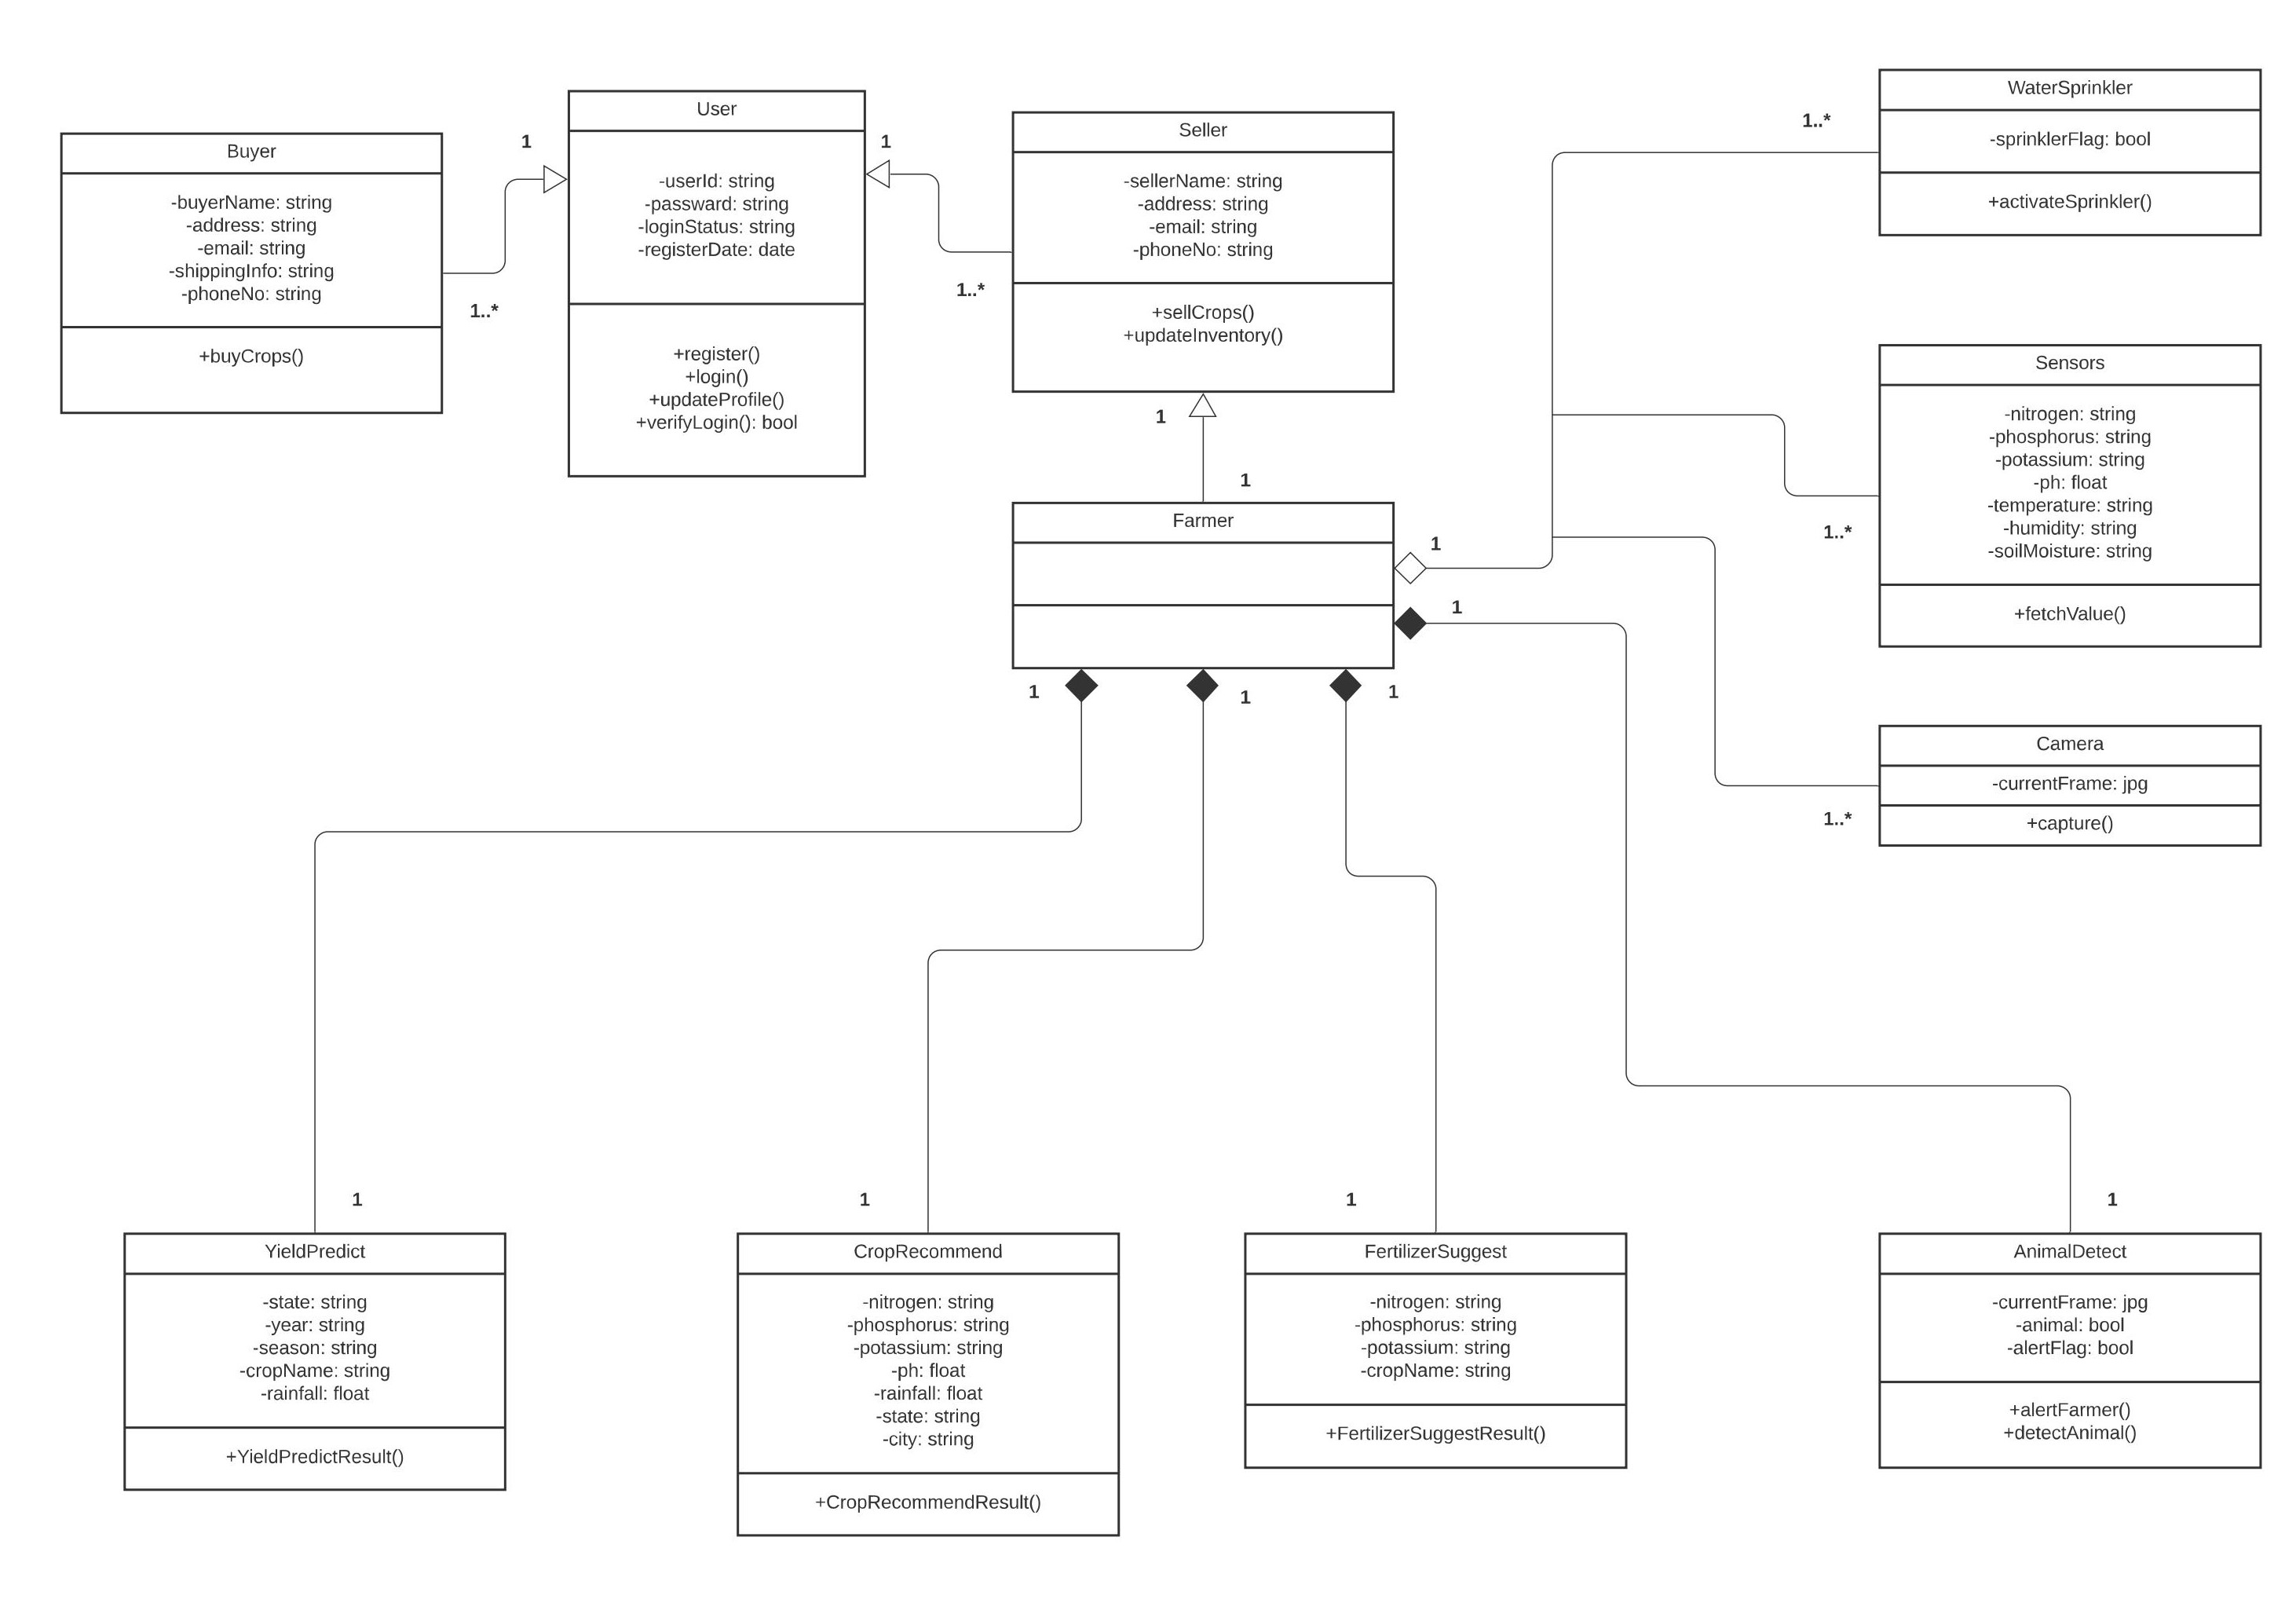 Buyer
-buyerName: string
-address: string
-email: string
-shippingInfo: string
-phoneNo: string
+buyCrops()
1
1..*
User
-userId: string
-passward: string
-loginStatus: string
-registerDate: date
+register()
+login()
+updateProfile()
+verifyLogin(): bool
1
1..*
Seller
-sellerName: string
-address: string
-email: string
-phoneNo: string
+sellCrops()
+updateInventory()
1
1
Farmer
1
1
1
1
1
1..*
WaterSprinkler
-sprinklerFlag: bool
+activateSprinkler()
Sensors
-nitrogen: string
-phosphorus: string
-potassium: string
-ph: float
-temperature: string
-humidity: string
-soilMoisture: string
+fetchValue()
1..*
Camera
-currentFrame: jpg
+capture()
1..*
1
YieldPredict
-state: string
-year: string
-season: string
-cropName: string
-rainfall: float
+YieldPredictResult()
1
CropRecommend
-nitrogen: string
-phosphorus: string
-potassium: string
-ph: float
-rainfall: float
-state: string
-city: string
+CropRecommendResult()
1
FertilizerSuggest
-nitrogen: string
-phosphorus: string
-potassium: string
-cropName: string
+FertilizerSuggestResult()
1
AnimalDetect
-currentFrame: jpg
-animal: bool
-alertFlag: bool
+alertFarmer()
+detectAnimal()